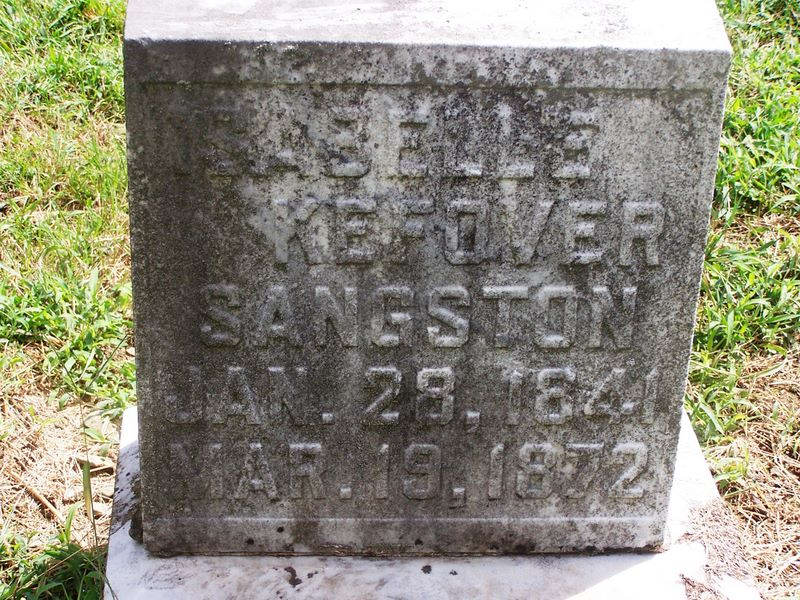 ISABELLE
KEFOVER
SANGSTON
JAN. 28, 1841
MAR. 19, 1872